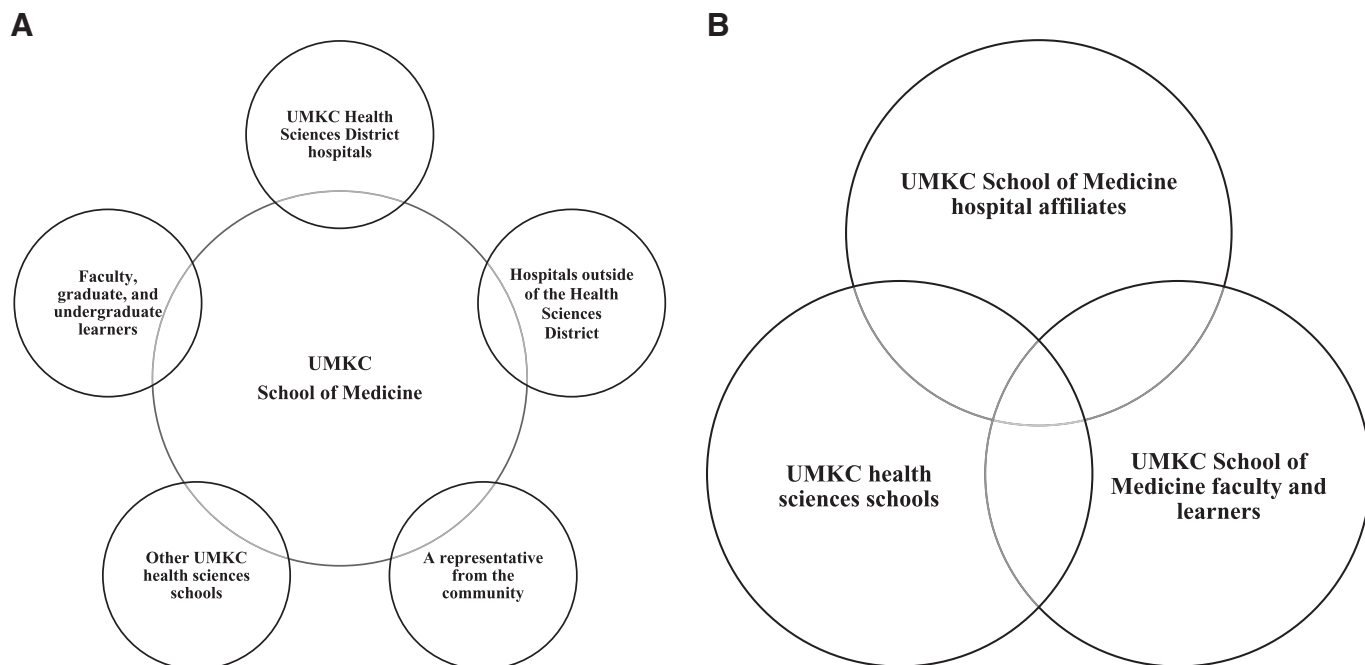 A
UMKC Health
Sciences District
hospitals
Faculty,
graduate, and
undergraduate
learners
Hospitals outside
of the Health
Sciences
District
UMKC
School of Medicine
Other UMKC
health sciences
schools
A representative
from the
community
B
UMKC School of Medicine
hospital affiliates
UMKC health
sciences schools
UMKC School of
Medicine faculty and
learners